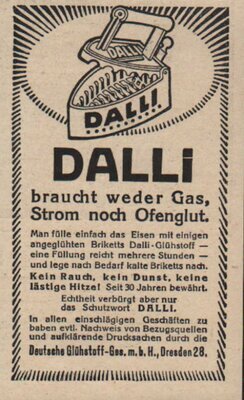 DALLI
DALLI
DALLi
braucht weder Gas,
Strom noch Ofenglut.
Man fülle einfach das Eisen mit einigen
angeglühten Briketts Dalli-Glühstoff —
eine Füllung reicht mehrere Stunden —
und lege nach Bedarf kalte Briketts nach.
Kein Rauch, kein Dunst, keine
lästige Hitze! Seit 30 Jahren bewährt.
Echtheit verbürgt aber nur
das Schutzwort DALLI.
In allen einschlägigen Geschäften zu
haben evtl. Nachweis von Bezugsquellen
und aufklärende Drucksachen durch die
Deutsche Glühstoff-Ges. m. b. H., Dresden 28.